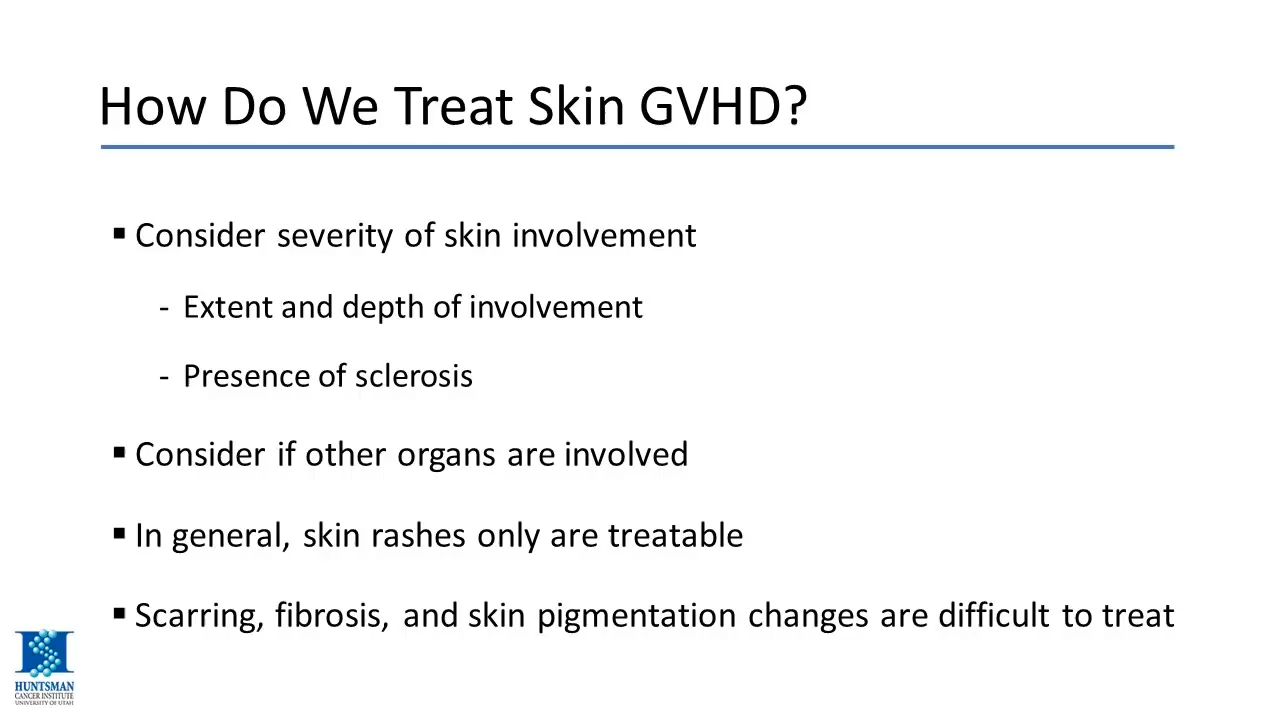 How Do We Treat Skin GVHD?
▪ Consider severity of skin involvement
- Extent and depth of involvement
- Presence of sclerosis
▪ Consider if other organs are involved
▪ In general, skin rashes only are treatable
▪ Scarring, fibrosis, and skin pigmentation changes are difficult to treat
HUNTSMAN
CANCER INSTITUTE
UNIVERSITY OF UTAH